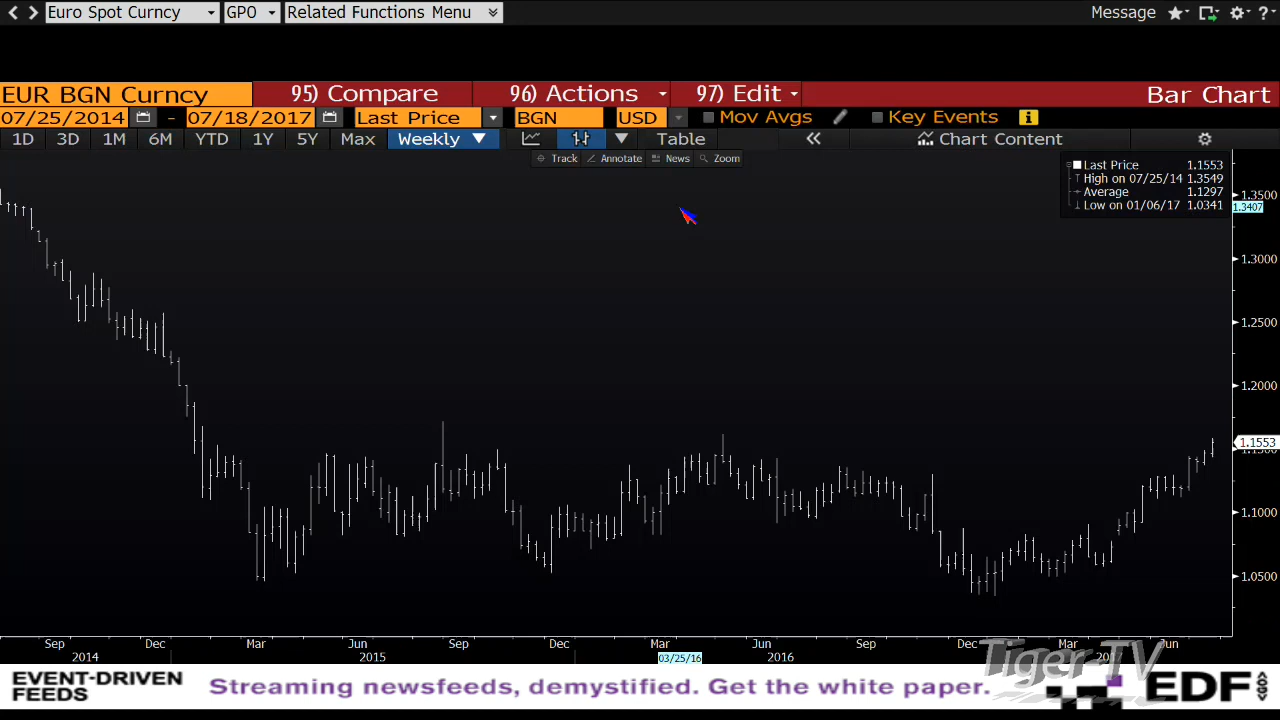 Euro Spot Curncy GPO Related Functions Menu Message ?
EUR BGN Curncy 95) Compare 96) Actions 97) Edit Bar Chart
07/25/2014 - 07/18/2017 Last Price BGN USD Mov Avgs Key Events i
1D 3D 1M 6M YTD 1Y 5Y Max Weekly Table « Chart Content
Track Annotate News Zoom
Last Price 1.1553
High on 07/25/14 1.3549
Average 1.1297
Low on 01/06/17 1.0341
1.3500
1.3407
1.3000
1.2500
1.2000
1.1553
1.1000
1.0500
Sep Dec Mar Jun Sep Dec Mar Jun Sep Dec Mar Jun
2014 2015 03/25/16 2016
Tiger-TV
EVENT-DRIVEN
FEEDS
Streaming newsfeeds, demystified. Get the white paper.
EDF